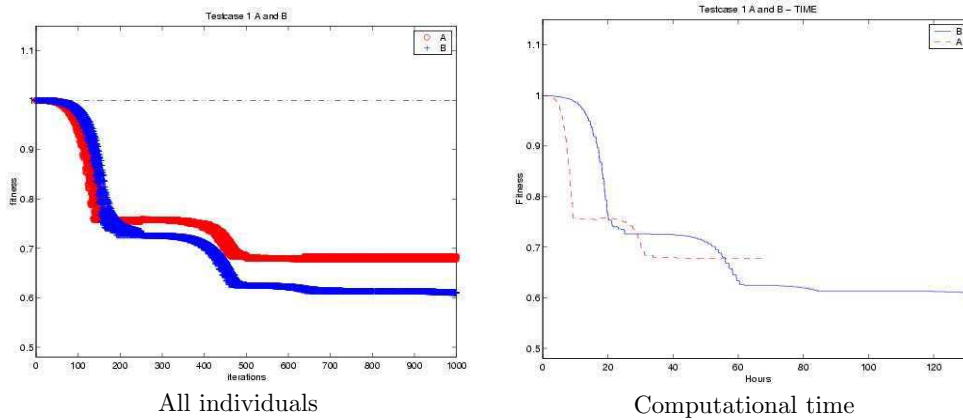 Testcase 1 A and B
1.1
1
0.9
0.8
0.7
0.6
0.5
fitness
0 100 200 300 400 500 600 700 800 900 1000
iterations
A
B
All individuals
Testcase 1 A and B – TIME
1.1
1
0.9
0.8
0.7
0.6
0.5
Fitness
0 20 40 60 80 100 120
Hours
B
A
Computational time